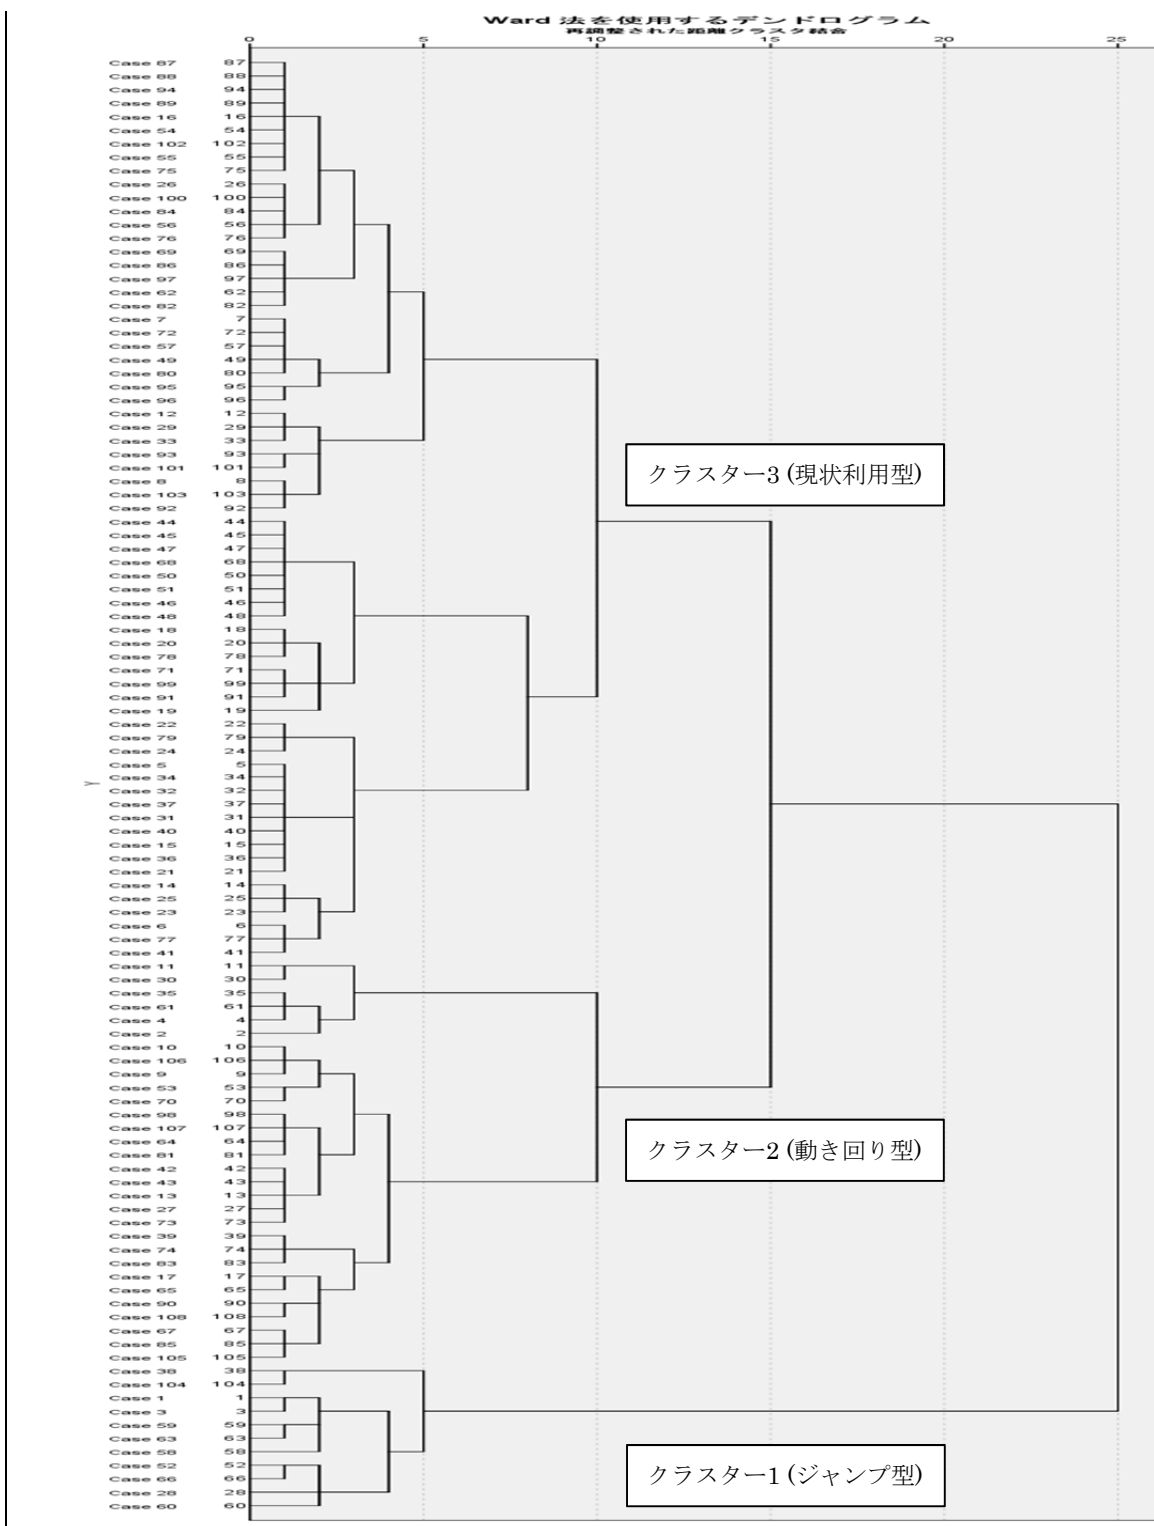 Ward 法を使用するデンドログラム
再調整された距離クラスタ結合
0 5 10 15 20 25
Case 87 87
Case 88 88
Case 94 94
Case 89 89
Case 16 16
Case 54 54
Case 102 102
Case 55 55
Case 75 75
Case 26 26
Case 100 100
Case 84 84
Case 56 56
Case 76 76
Case 69 69
Case 86 86
Case 97 97
Case 62 62
Case 82 82
Case 7 7
Case 72 72
Case 57 57
Case 49 49
Case 80 80
Case 95 95
Case 96 96
Case 12 12
Case 29 29
Case 33 33
Case 93 93
クラスター3 (現状利用型)
Case 101 101
Case 8 8
Case 103 103
Case 92 92
Case 44 44
Case 45 45
Case 47 47
Case 68 68
Case 50 50
Case 51 51
Case 46 46
Case 48 48
Case 18 18
Case 20 20
Case 78 78
Case 71 71
Case 99 99
Case 91 91
Case 19 19
Case 22 22
Case 79 79
Case 24 24
Case 5 5
Case 34 34
Y
Case 32 32
Case 37 37
Case 31 31
Case 40 40
Case 15 15
Case 36 36
Case 21 21
Case 14 14
Case 25 25
Case 23 23
Case 6 6
Case 77 77
Case 41 41
Case 11 11
Case 30 30
Case 35 35
Case 61 61
Case 4 4
Case 2 2
Case 10 10
Case 106 106
Case 9 9
Case 53 53
Case 70 70
Case 98 98
Case 107 107
Case 64 64
クラスター2 (動き回り型)
Case 81 81
Case 42 42
Case 43 43
Case 13 13
Case 27 27
Case 73 73
Case 39 39
Case 74 74
Case 83 83
Case 17 17
Case 65 65
Case 90 90
Case 108 108
Case 67 67
Case 85 85
Case 105 105
Case 38 38
Case 104 104
Case 1 1
Case 3 3
Case 59 59
Case 63 63
Case 58 58
Case 52 52
クラスター1 (ジャンプ型)
Case 66 66
Case 28 28
Case 60 60